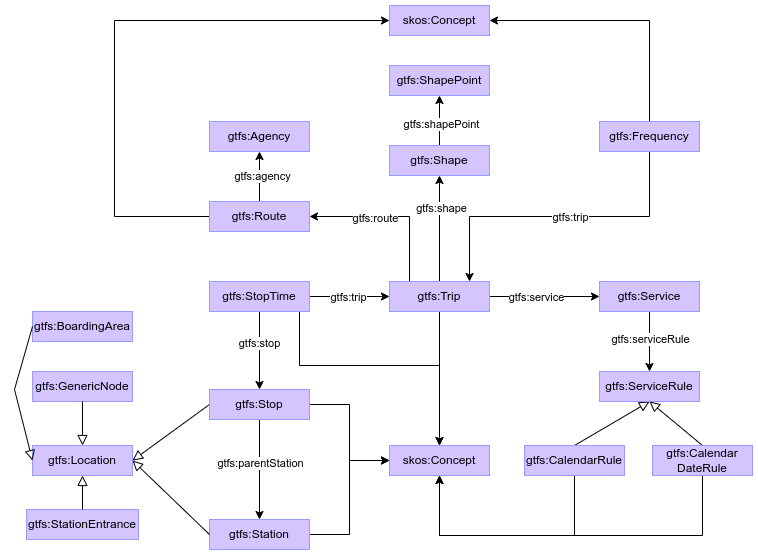 skos:Concept
gtfs:ShapePoint
gtfs:shapePoint
gtfs:Agency
gtfs:Frequency
gtfs:Shape
gtfs:agency
gtfs:shape
gtfs:Route
gtfs:route
gtfs:trip
gtfs:StopTime
gtfs:trip
gtfs:Trip
gtfs:service
gtfs:Service
gtfs:BoardingArea
gtfs:stop
gtfs:serviceRule
gtfs:GenericNode
gtfs:Stop
gtfs:ServiceRule
gtfs:Location
gtfs:parentStation
skos:Concept
gtfs:CalendarRule
gtfs:Calendar
DateRule
gtfs:StationEntrance
gtfs:Station